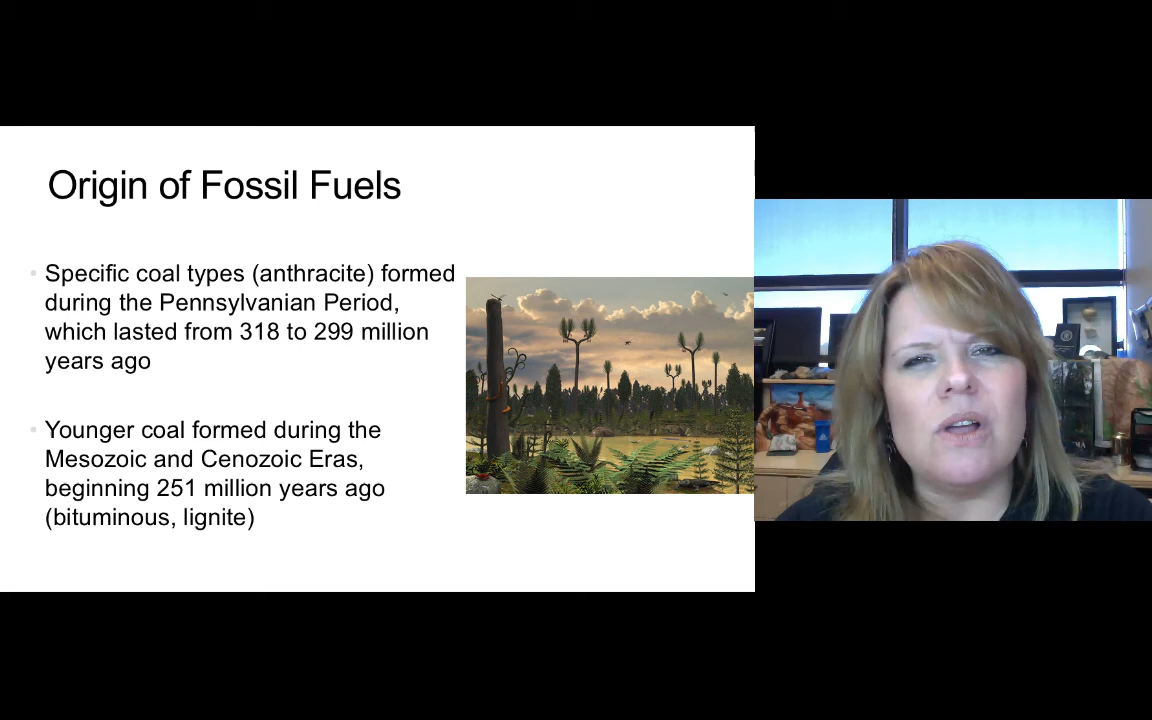 Origin of Fossil Fuels
• Specific coal types (anthracite) formed
during the Pennsylvanian Period,
which lasted from 318 to 299 million
years ago
• Younger coal formed during the
Mesozoic and Cenozoic Eras,
beginning 251 million years ago
(bituminous, lignite)